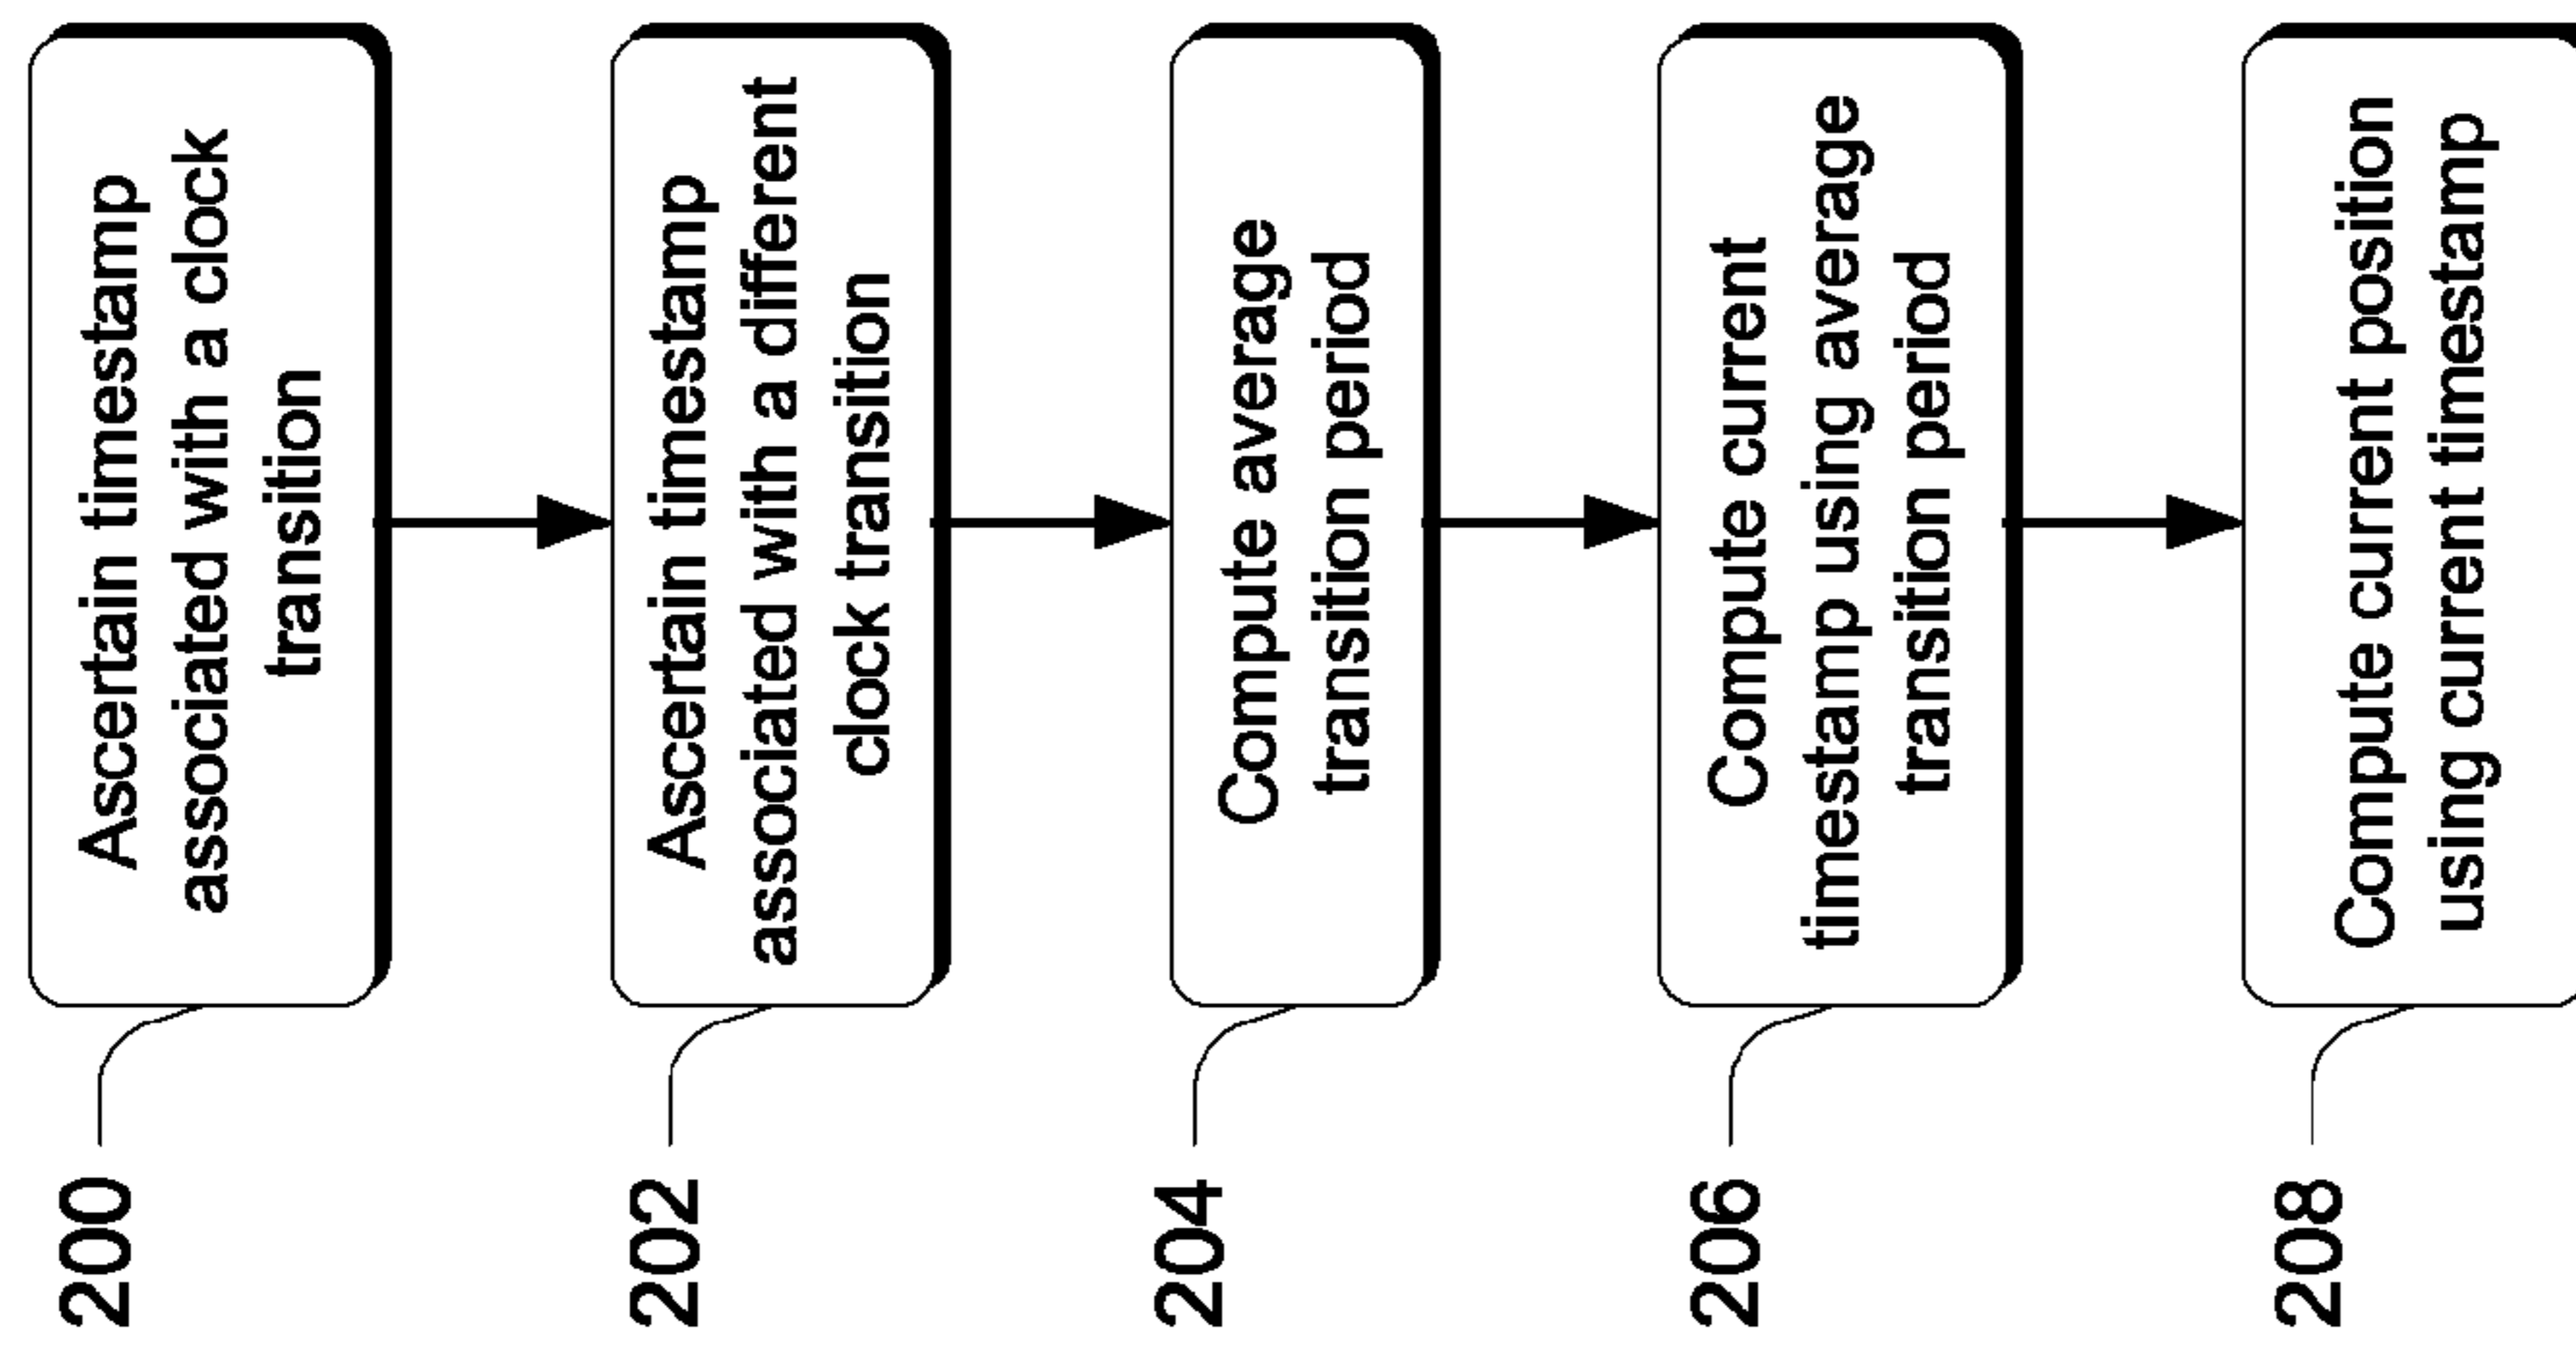 200
Ascertain timestamp
associated with a clock
transition
202
Ascertain timestamp
associated with a different
clock transition
204
Compute average
transition period
206
Compute current
timestamp using average
transition period
208
Compute current position
using current timestamp